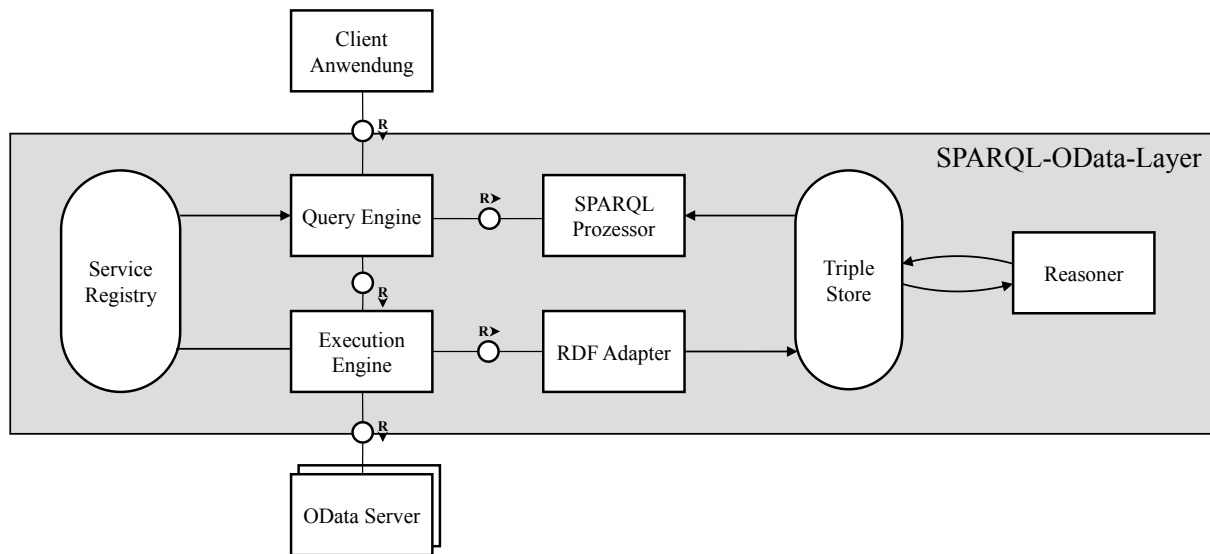 Client
Anwendung
R
SPARQL-OData-Layer
Service
Registry
Query Engine
R
SPARQL
Prozessor
Triple
Store
Reasoner
R
Execution
Engine
R
RDF Adapter
R
OData Server